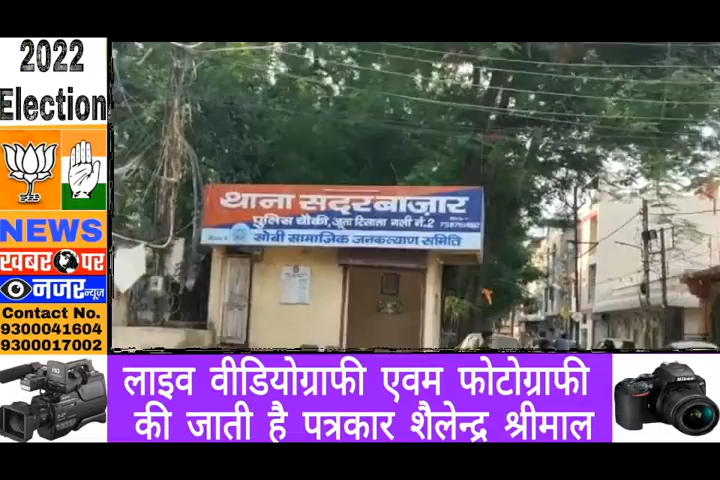 2022
Election
NEWS
खबर पर
नजर न्यूज़
Contact No.
9300041604
9300017002
थाना सदरबाज़ार
पुलिस चौकी, जूना रिसाला गली नं.2
सोबी सामाजिक जनकल्याण समिति
लाइव वीडियोग्राफी एवम फोटोग्राफी
की जाती है पत्रकार शैलेन्द्र श्रीमाल
Nikon